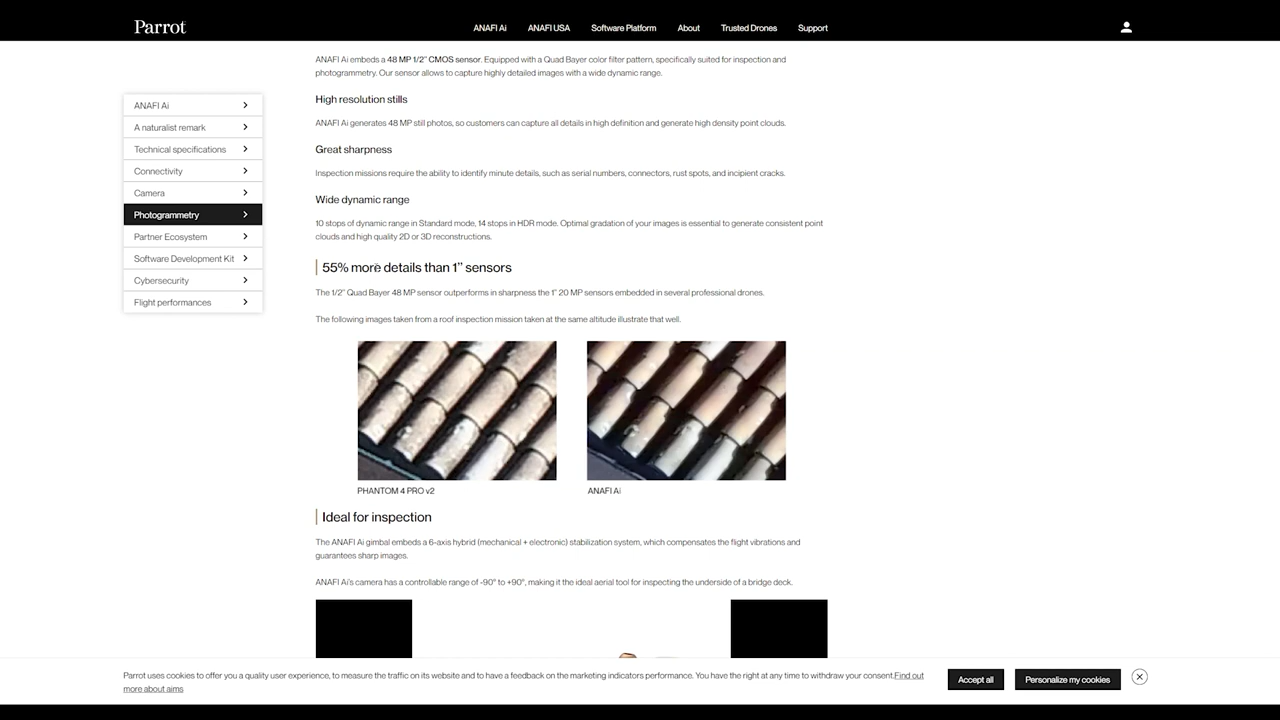 Parrot
ANAFI Ai ANAFI USA Software Platform About Trusted Drones Support
ANAFI Ai
A naturalist remark
Technical specifications
Connectivity
Camera
Photogrammetry
Partner Ecosystem
Software Development Kit
Cybersecurity
Flight performances
ANAFI Ai embeds a 48 MP 1/2" CMOS sensor. Equipped with a Quad Bayer color filter pattern, specifically suited for inspection and
photogrammetry. Our sensor allows to capture highly detailed images with a wide dynamic range.
High resolution stills
ANAFI Ai generates 48 MP still photos, so customers can capture all details in high definition and generate high density point clouds.
Great sharpness
Inspection missions require the ability to identify minute details, such as serial numbers, connectors, rust spots, and incipient cracks.
Wide dynamic range
10 stops of dynamic range in Standard mode, 14 stops in HDR mode. Optimal gradation of your images is essential to generate consistent point
clouds and high quality 2D or 3D reconstructions.
55% more details than 1" sensors
The 1/2" Quad Bayer 48 MP sensor outperforms in sharpness the 1" 20 MP sensors embedded in several professional drones.
The following images taken from a roof inspection mission taken at the same altitude illustrate that well.
PHANTOM 4 PRO v2
ANAFI Ai
Ideal for inspection
The ANAFI Ai gimbal embeds a 6-axis hybrid (mechanical + electronic) stabilization system, which compensates the flight vibrations and
guarantees sharp images.
ANAFI Ai's camera has a controllable range of -90° to +90°, making it the ideal aerial tool for inspecting the underside of a bridge deck.
Parrot uses cookies to offer you a quality user experience, to measure the traffic on its website and to have a feedback on the marketing indicators performance. You have the right at any time to withdraw your consent.Find out
more about aims
Accept all
Personalize my cookies